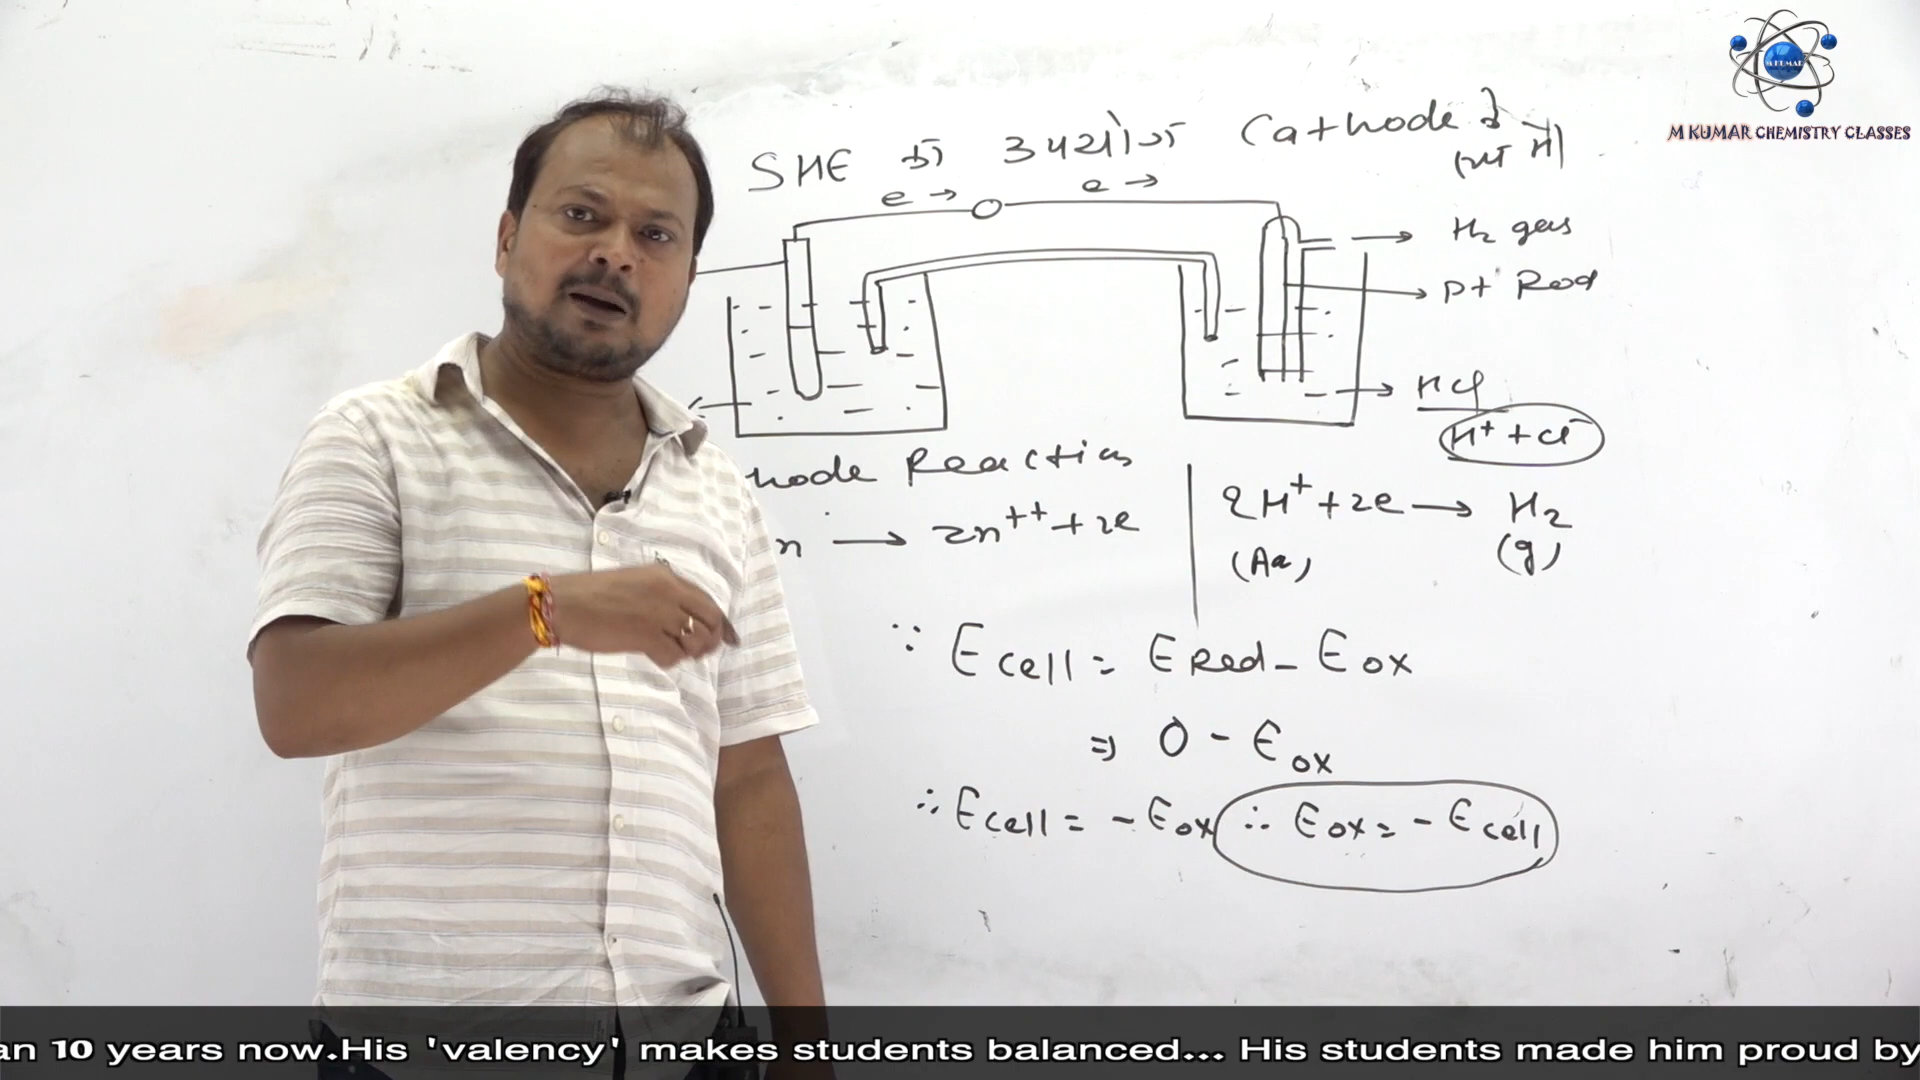 M KUMAR
M KUMAR CHEMISTRY CLASSES
SHE का उपयोग Cathode के
e → e →
H₂ gas
Pt Rod
HCl
H⁺ + Cl⁻
hode Reaction
n → Zn⁺⁺ + 2e
2H⁺ + 2e → H₂
(Aq) (g)
∵ Ecell = ERed - Eox
⇒ 0 - Eox
∴ Ecell = - Eox ∴ Eox = - Ecell
an 10 years now.His 'valency' makes students balanced... His students made him proud by